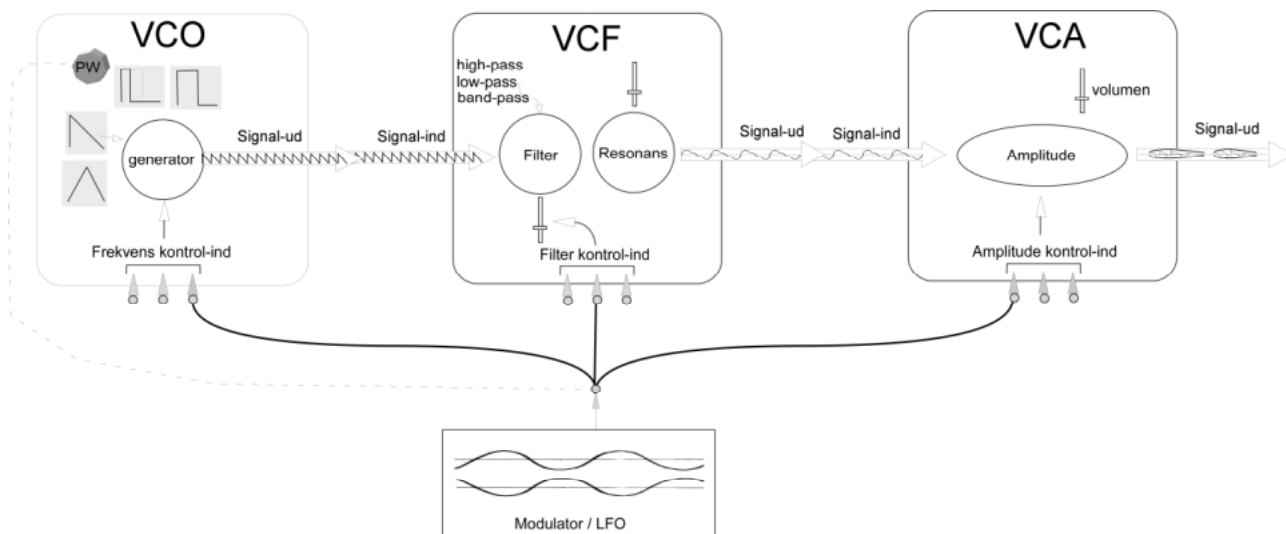 VCO
PW
generator
Frekvens kontrol-ind
Signal-ud
Signal-ind
VCF
high-pass
low-pass
band-pass
Filter
Resonans
Filter kontrol-ind
Signal-ud
Signal-ind
VCA
volumen
Amplitude
Amplitude kontrol-ind
Signal-ud
Modulator / LFO